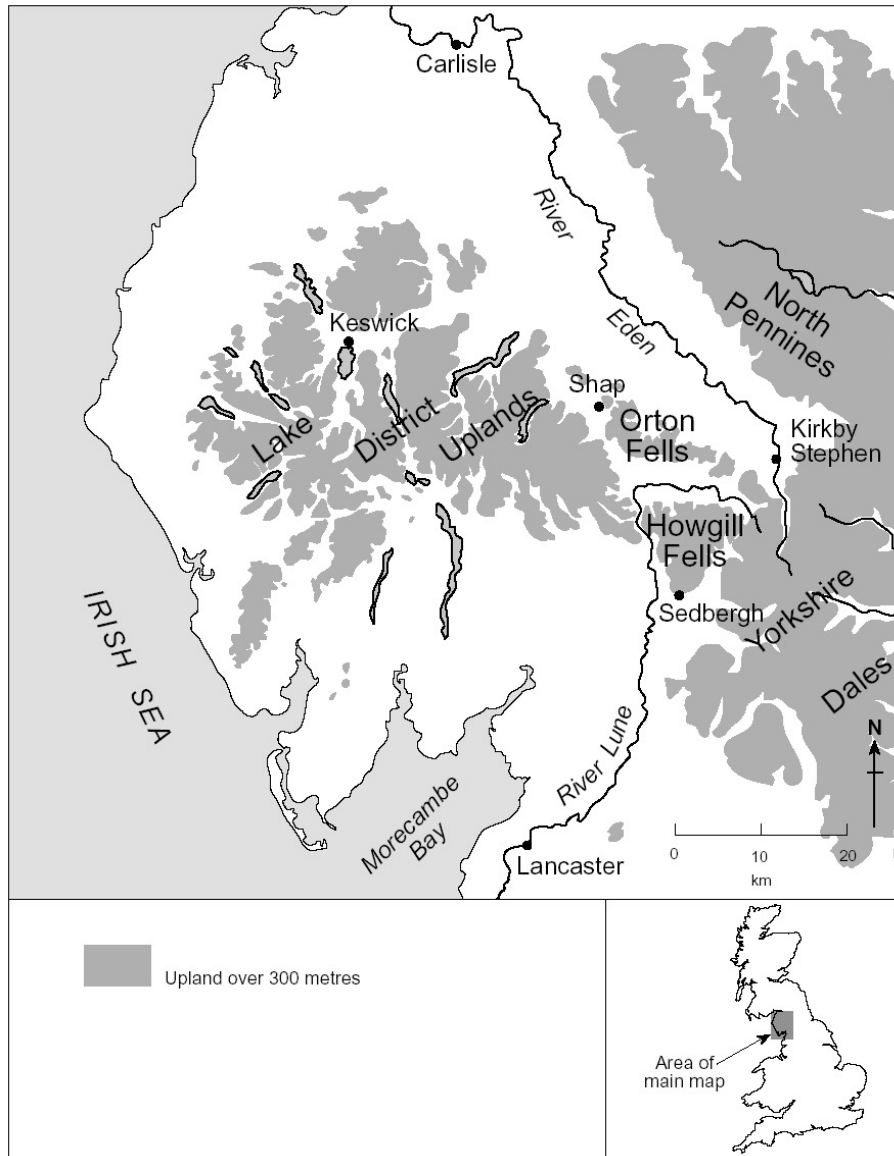 Carlisle
River
Eden
North
Pennines
Keswick
Shap
Lake
District
Uplands
Orton
Fells
Kirkby
Stephen
Howgill
Fells
Sedbergh
Yorkshire
Dales
IRISH SEA
N
River Lune
Morecambe
Bay
Lancaster
0 10 20
km
Upland over 300 metres
Area of
main map